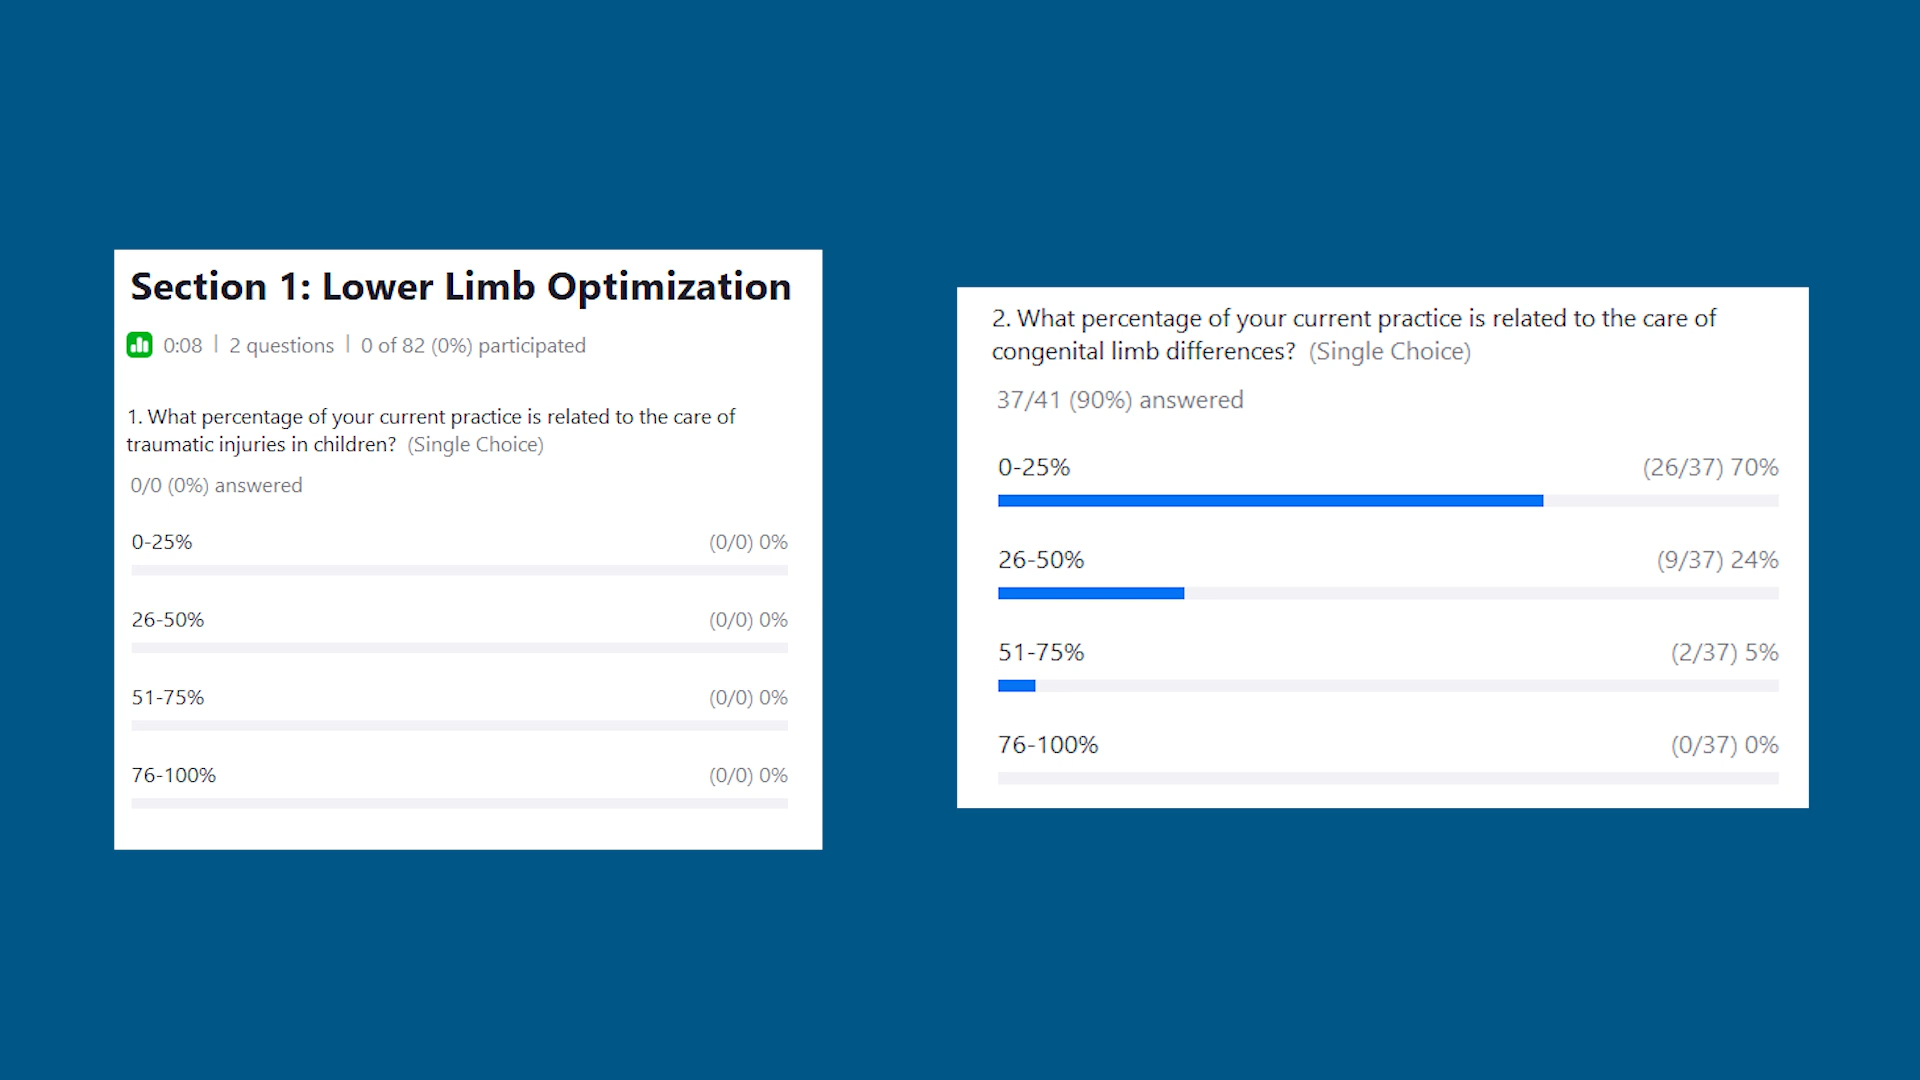 Section 1: Lower Limb Optimization
0:08 | 2 questions | 0 of 82 (0%) participated
1. What percentage of your current practice is related to the care of
traumatic injuries in children? (Single Choice)
0/0 (0%) answered
0-25% (0/0) 0%
26-50% (0/0) 0%
51-75% (0/0) 0%
76-100% (0/0) 0%
2. What percentage of your current practice is related to the care of
congenital limb differences? (Single Choice)
37/41 (90%) answered
0-25% (26/37) 70%
26-50% (9/37) 24%
51-75% (2/37) 5%
76-100% (0/37) 0%